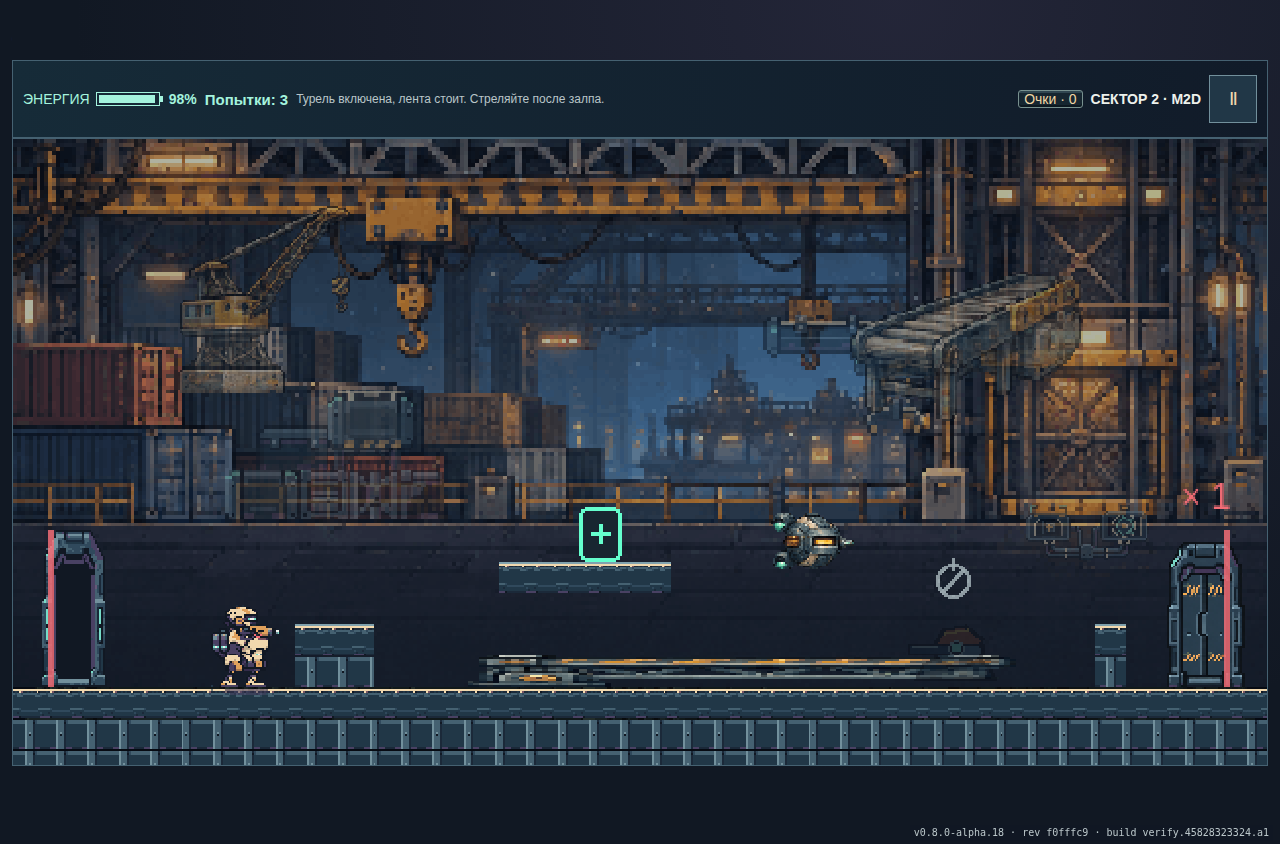 ЭНЕРГИЯ 98% Попытки: 3 Турель включена, лента стоит. Стреляйте после залпа. Очки · 0 СЕКТОР 2 · M2D II
× 1
v0.8.0-alpha.18 · rev f0fffc9 · build verify.45828323324.a1